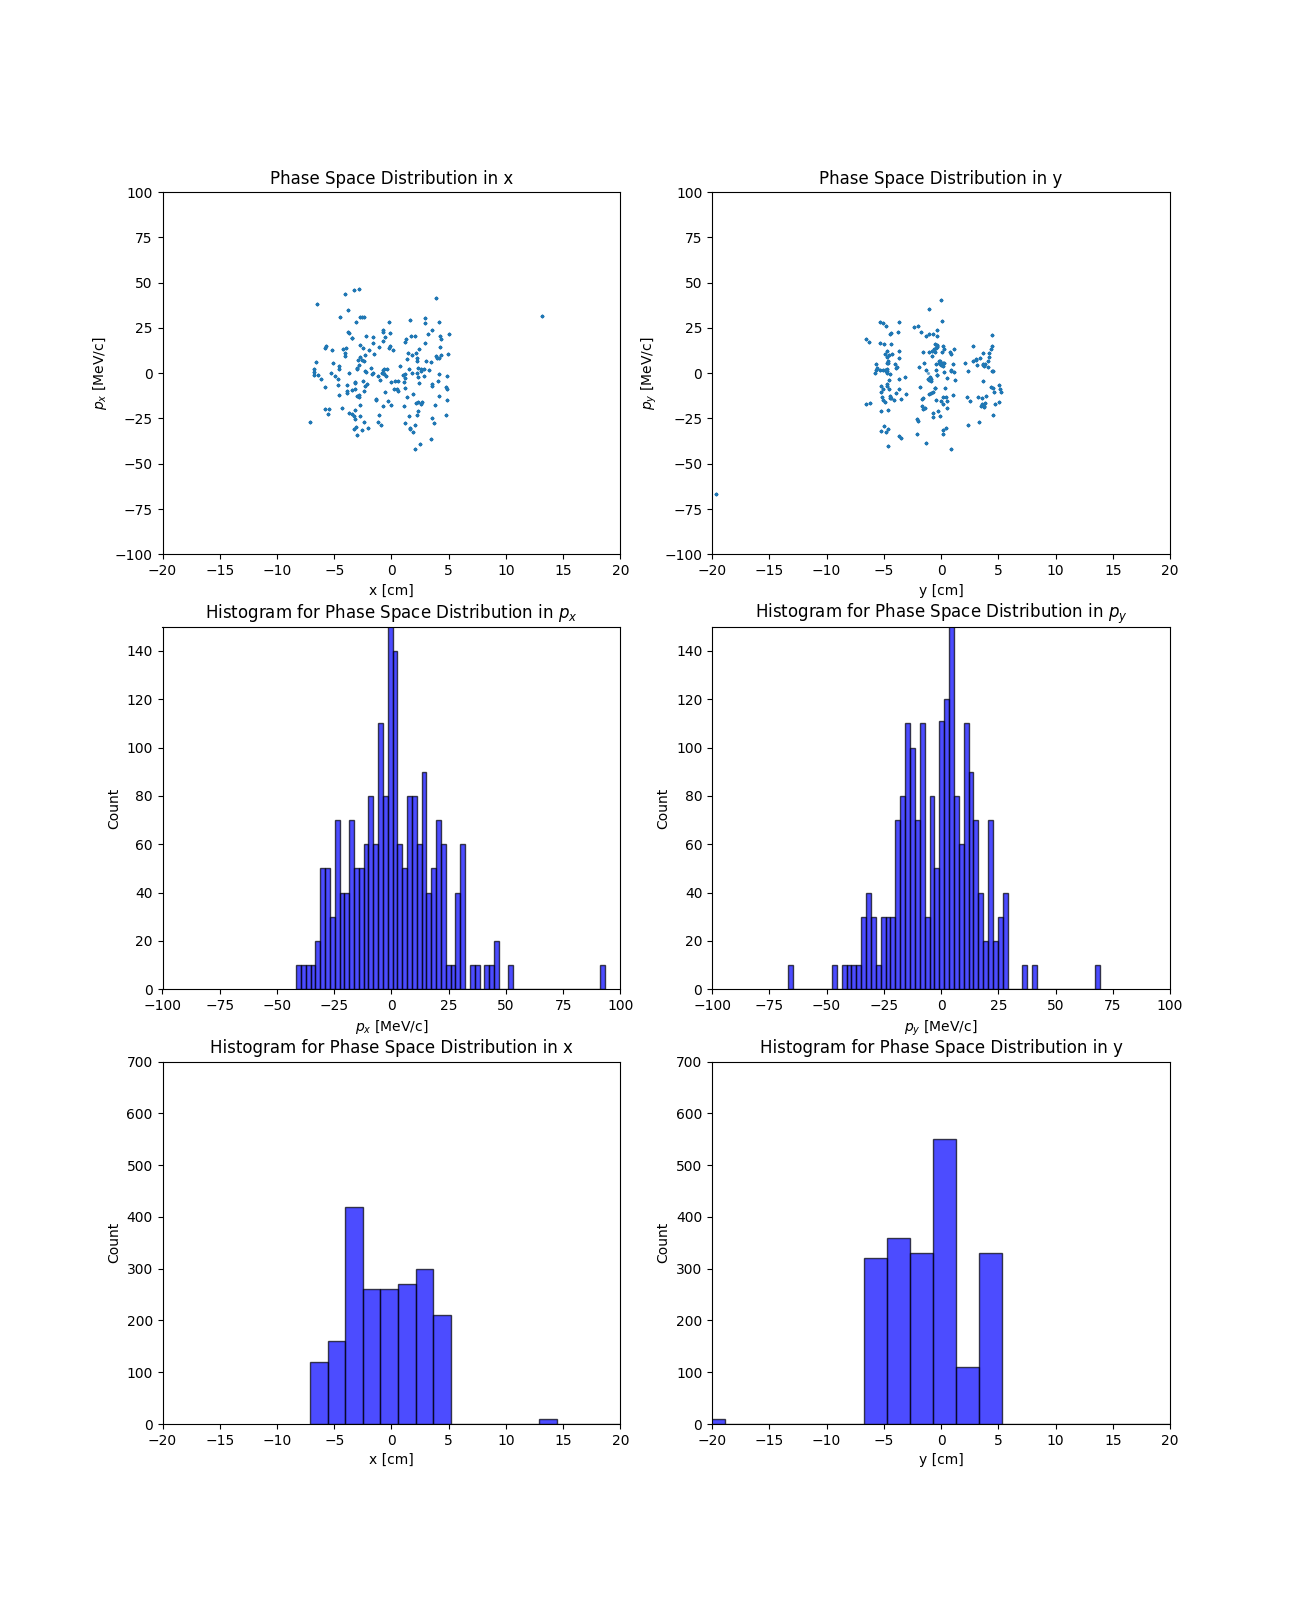 Phase Space Distribution in x
100
75
50
25
0
−25
−50
−75
−100
p_x [MeV/c]
−20 −15 −10 −5 0 5 10 15 20
x [cm]
Phase Space Distribution in y
100
75
50
25
0
−25
−50
−75
−100
p_y [MeV/c]
−20 −15 −10 −5 0 5 10 15 20
y [cm]
Histogram for Phase Space Distribution in p_x
140
120
100
80
60
40
20
0
Count
−100 −75 −50 −25 0 25 50 75 100
p_x [MeV/c]
Histogram for Phase Space Distribution in p_y
140
120
100
80
60
40
20
0
Count
−100 −75 −50 −25 0 25 50 75 100
p_y [MeV/c]
Histogram for Phase Space Distribution in x
700
600
500
400
300
200
100
0
Count
−20 −15 −10 −5 0 5 10 15 20
x [cm]
Histogram for Phase Space Distribution in y
700
600
500
400
300
200
100
0
Count
−20 −15 −10 −5 0 5 10 15 20
y [cm]